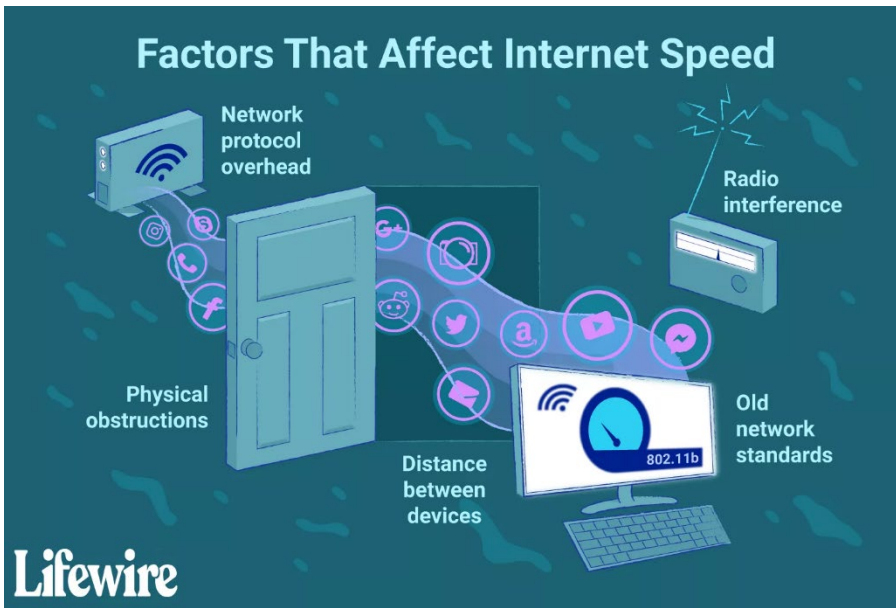 Factors That Affect Internet Speed
Network
protocol
overhead
Radio
interference
G+
Physical
obstructions
Distance
between
devices
802.11b
Old
network
standards
Lifewire